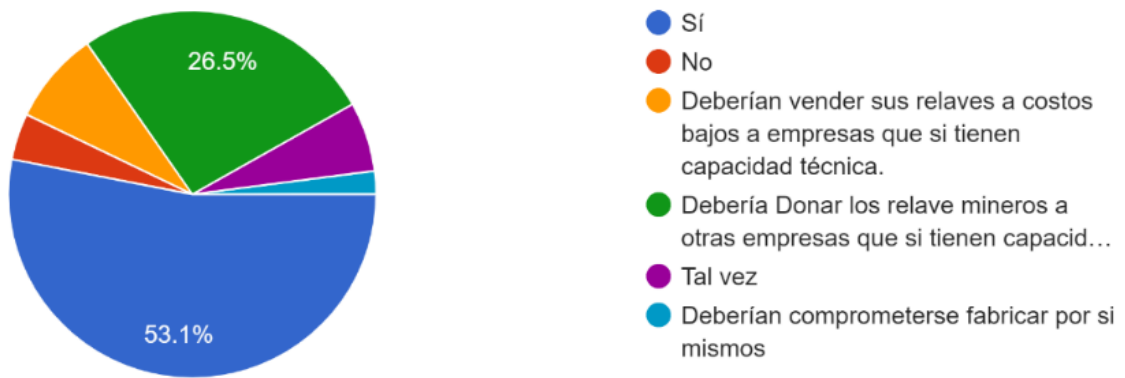 26.5%
53.1%
Sí
No
Deberían vender sus relaves a costos
bajos a empresas que si tienen
capacidad técnica.
Debería Donar los relave mineros a
otras empresas que si tienen capacid…
Tal vez
Deberían comprometerse fabricar por si
mismos